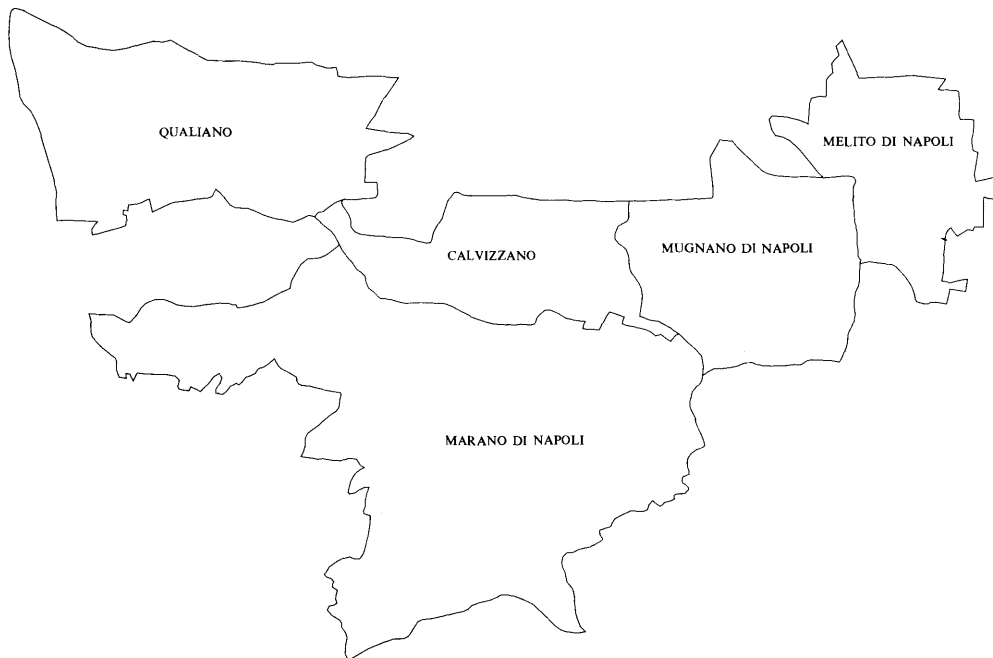 QUALIANO
MELITO DI NAPOLI
CALVIZZANO
MUGNANO DI NAPOLI
MARANO DI NAPOLI